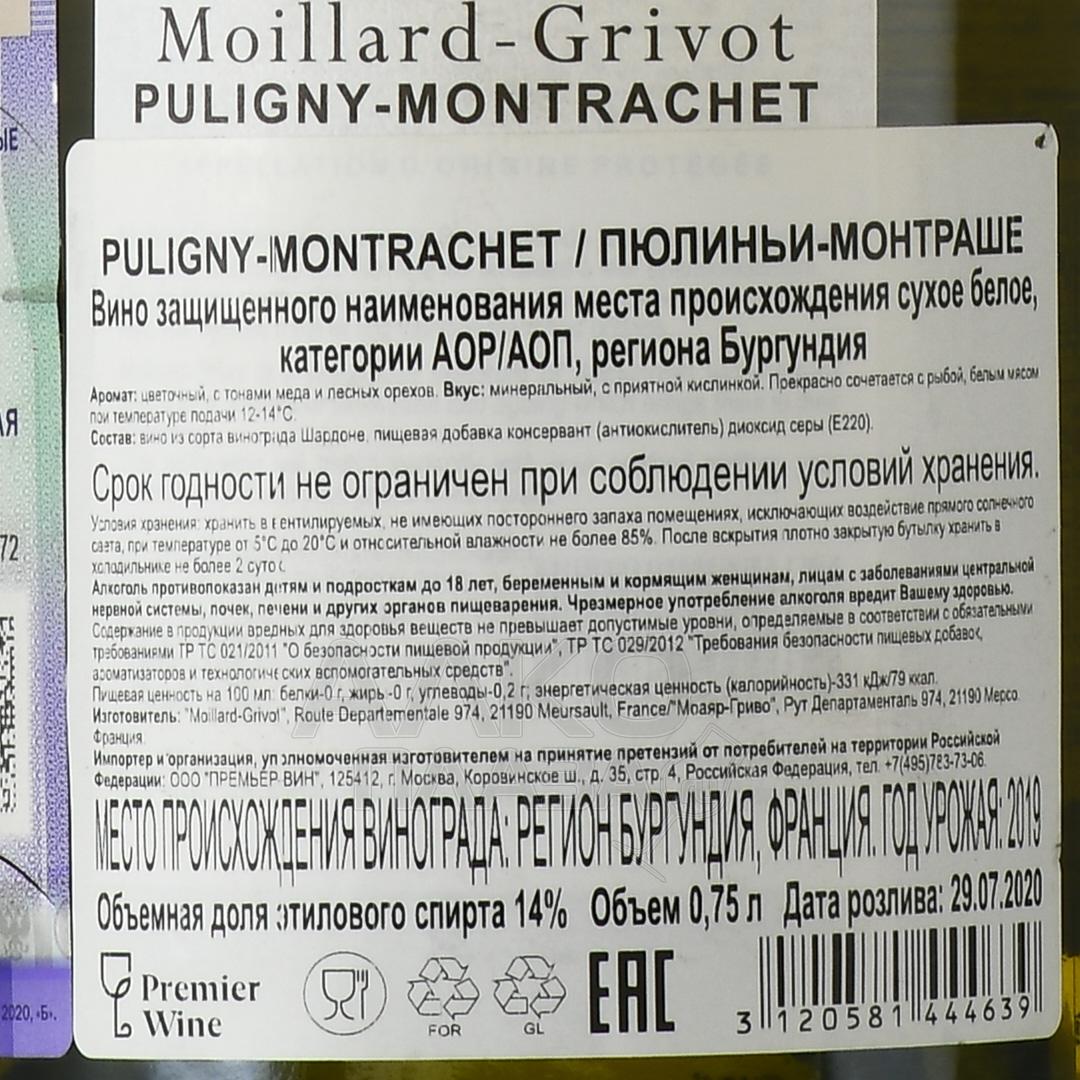 Moillard-Grivot
PULIGNY-MONTRACHET
PULIGNY-MONTRACHET / ПЮЛИНЬИ-МОНТРАШЕ
Вино защищенного наименования места происхождения сухое белое,
категории АОР/АОП, региона Бургундия
Аромат: цветочный, с тонами меда и лесных орехов. Вкус: минеральный, с приятной кислинкой. Прекрасно сочетается с рыбой, белым мясом
при температуре подачи 12-14°С.
Состав: вино из сорта винограда Шардоне, пищевая добавка консервант (антиокислитель) диоксид серы (Е220).
Срок годности не ограничен при соблюдении условий хранения.
Условия хранения: хранить в вентилируемых, не имеющих постороннего запаха помещениях, исключающих воздействие прямого солнечного
света, при температуре от 5°С до 20°С и относительной влажности не более 85%. После вскрытия плотно закрытую бутылку хранить в
холодильнике не более 2 суток.
Алкоголь противопоказан детям и подросткам до 18 лет, беременным и кормящим женщинам, лицам с заболеваниями центральной
нервной системы, почек, печени и других органов пищеварения. Чрезмерное употребление алкоголя вредит Вашему здоровью.
Содержание в продукции вредных для здоровья веществ не превышает допустимые уровни, определяемые в соответствии с обязательными
требованиями ТР ТС 021/2011 "О безопасности пищевой продукции", ТР ТС 029/2012 "Требования безопасности пищевых добавок,
ароматизаторов и технологических вспомогательных средств".
Пищевая ценность на 100 мл: белки-0 г, жиры-0 г, углеводы-0,2 г; энергетическая ценность (калорийность)-331 кДж/79 ккал.
Изготовитель: "Moillard-Grivot", Route Departementale 974, 21190 Meursault, France/"Моаяр-Гриво", Рут Департаменталь 974, 21190 Мерсо
Франция.
Импортер и организация, уполномоченная изготовителем на принятие претензий от потребителей на территории Российской
Федерации: ООО "ПРЕМЬЕР ВИН", 125412, г. Москва, Коровинское ш., д. 35, стр. 4, Российская Федерация, тел. +7(495)783-73-06.
МЕСТО ПРОИСХОЖДЕНИЯ ВИНОГРАДА: РЕГИОН БУРГУНДИЯ, ФРАНЦИЯ. ГОД УРОЖАЯ: 2019
Объемная доля этилового спирта 14% Объем 0,75 л Дата розлива: 29.07.2020
Premier
Wine
FOR
GL
EAC
3 120581 444639
72
2020, «Б».